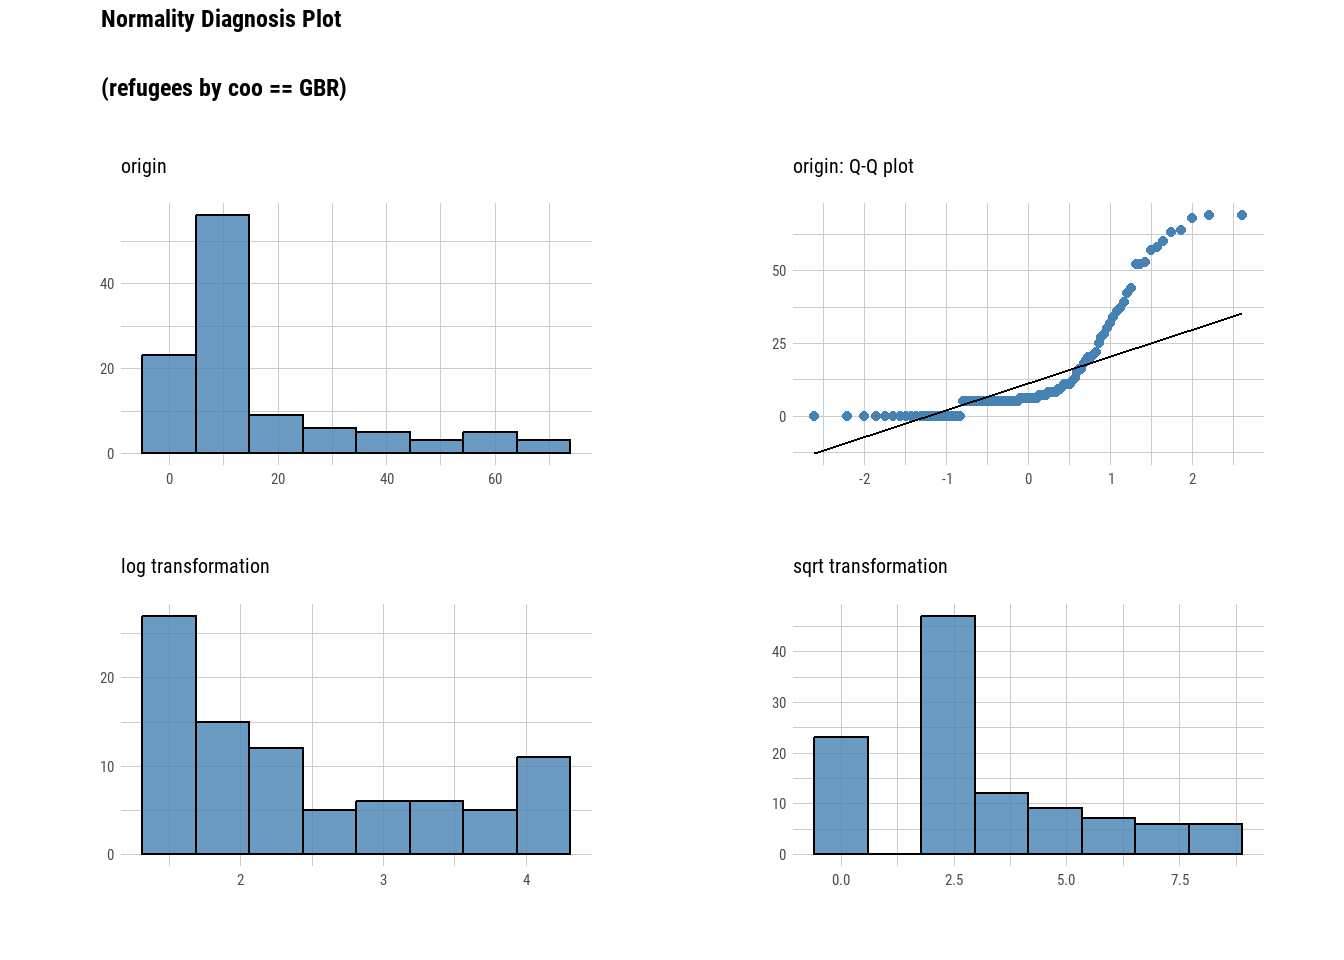 Normality Diagnosis Plot
(refugees by coo == GBR)
origin
40
20
0
0 20 40 60
origin: Q-Q plot
50
25
0
-2 -1 0 1 2
log transformation
20
10
0
2 3 4
sqrt transformation
40
30
20
10
0
0.0 2.5 5.0 7.5